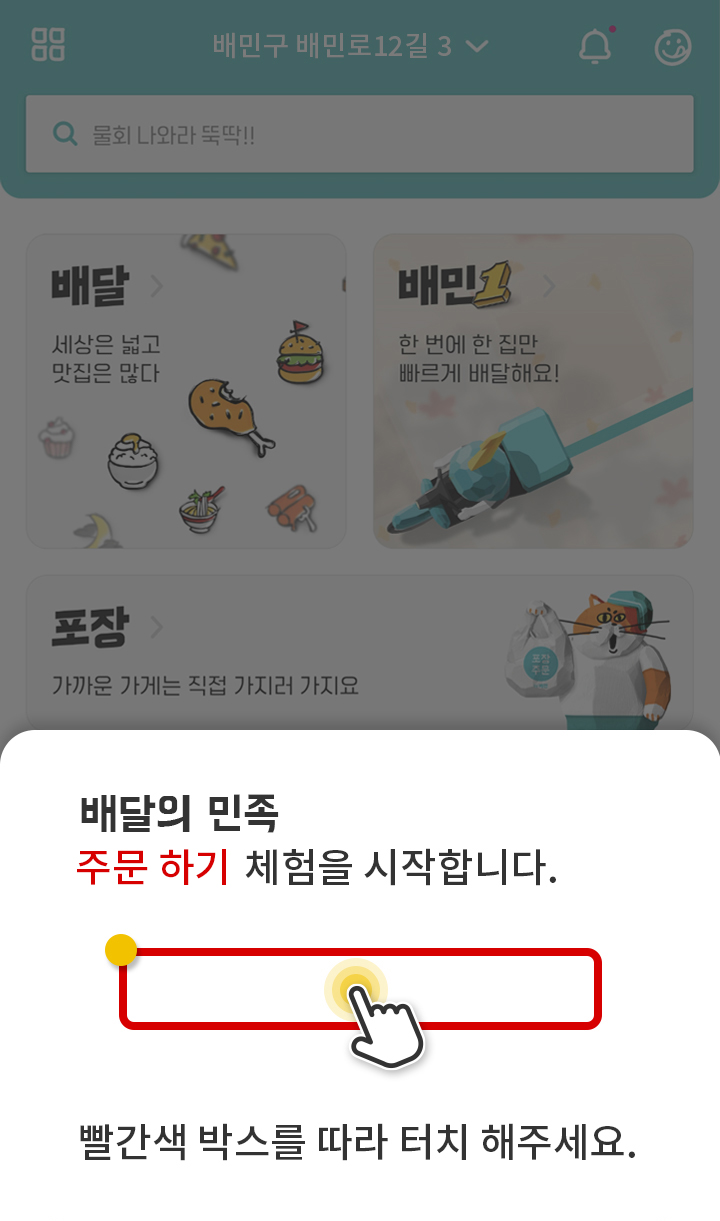 배민구 배민로12길 3
물회 나와라 뚝딱!!
배달
세상은 넓고
맛집은 많다
배민1
한 번에 한 집만
빠르게 배달해요!
포장
가까운 가게는 직접 가지러 가지요
포장
주문
배달의 민족
주문 하기 체험을 시작합니다.
빨간색 박스를 따라 터치 해주세요.